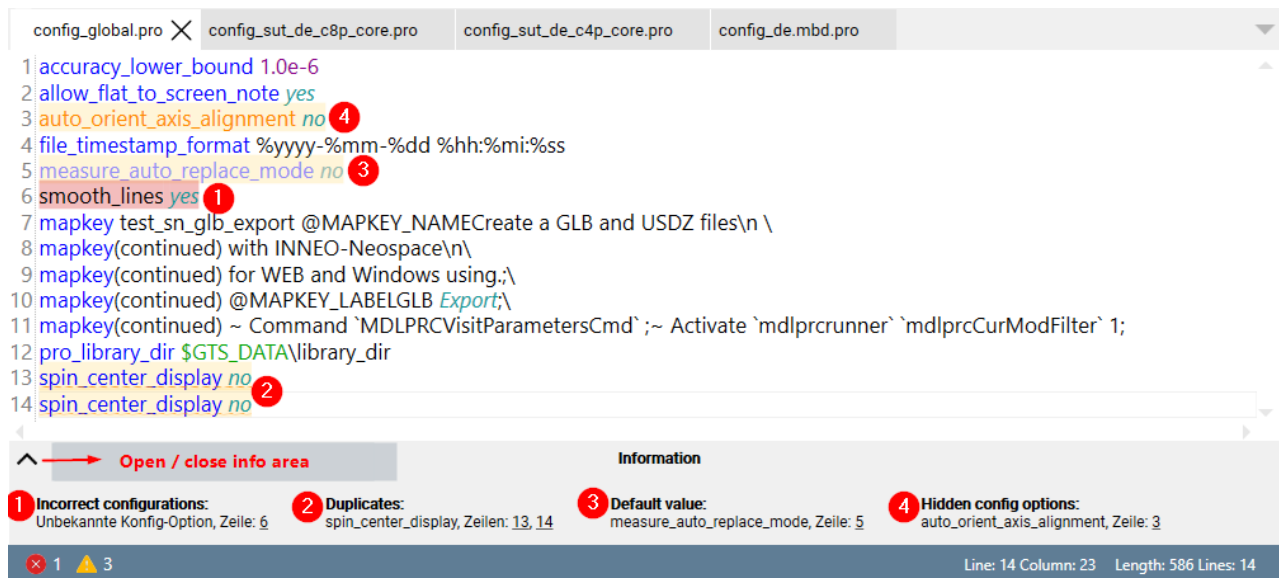 config_global.pro config_sut_de_c8p_core.pro config_sut_de_c4p_core.pro config_de.mbd.pro
1 accuracy_lower_bound 1.0e-6
2 allow_flat_to_screen_note yes
3 auto_orient_axis_alignment no 4
4 file_timestamp_format %yyyy-%mm-%dd %hh:%mi:%ss
5 measure_auto_replace_mode no 3
6 smooth_lines yes 1
7 mapkey test_sn_glb_export @MAPKEY_NAMECreate a GLB and USDZ files\n \
8 mapkey(continued) with INNEO-Neospace\n\
9 mapkey(continued) for WEB and Windows using.;\
10 mapkey(continued) @MAPKEY_LABELGLB Export;\
11 mapkey(continued) ~ Command `MDLPRCVisitParametersCmd` ;~ Activate `mdlprcrunner` `mdlprcCurModFilter` 1;
12 pro_library_dir $GTS_DATA\library_dir
13 spin_center_display no
2
14 spin_center_display no
Open / close info area
Information
1 Incorrect configurations:
Unbekannte Konfig-Option, Zeile: 6
2 Duplicates:
spin_center_display, Zeilen: 13, 14
3 Default value:
measure_auto_replace_mode, Zeile: 5
4 Hidden config options:
auto_orient_axis_alignment, Zeile: 3
1 3
Line: 14 Column: 23 Length: 586 Lines: 14